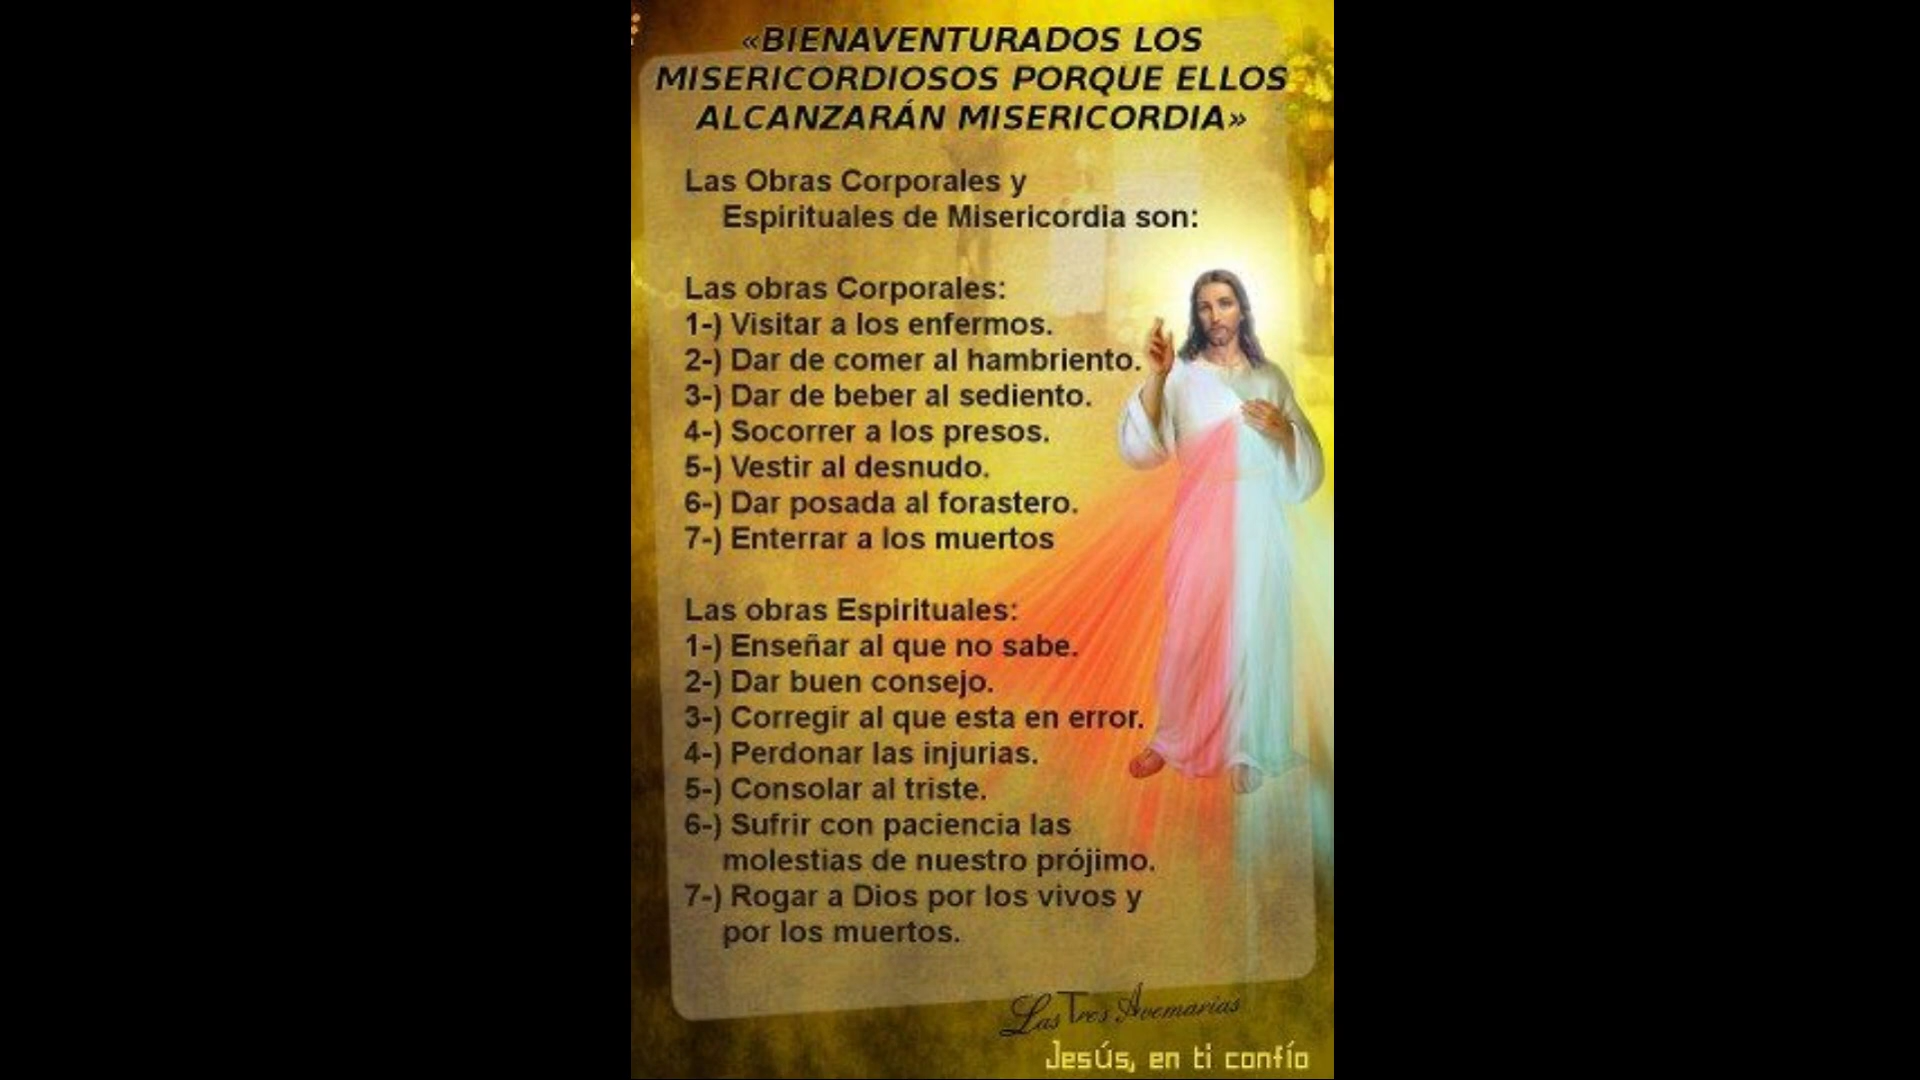 «BIENAVENTURADOS LOS
MISERICORDIOSOS PORQUE ELLOS
ALCANZARÁN MISERICORDIA»
Las Obras Corporales y
Espirituales de Misericordia son:
Las obras Corporales:
1-) Visitar a los enfermos.
2-) Dar de comer al hambriento.
3-) Dar de beber al sediento.
4-) Socorrer a los presos.
5-) Vestir al desnudo.
6-) Dar posada al forastero.
7-) Enterrar a los muertos
Las obras Espirituales:
1-) Enseñar al que no sabe.
2-) Dar buen consejo.
3-) Corregir al que esta en error.
4-) Perdonar las injurias.
5-) Consolar al triste.
6-) Sufrir con paciencia las
molestias de nuestro prójimo.
7-) Rogar a Dios por los vivos y
por los muertos.
Las Tres Avemarías
Jesús, en ti confío